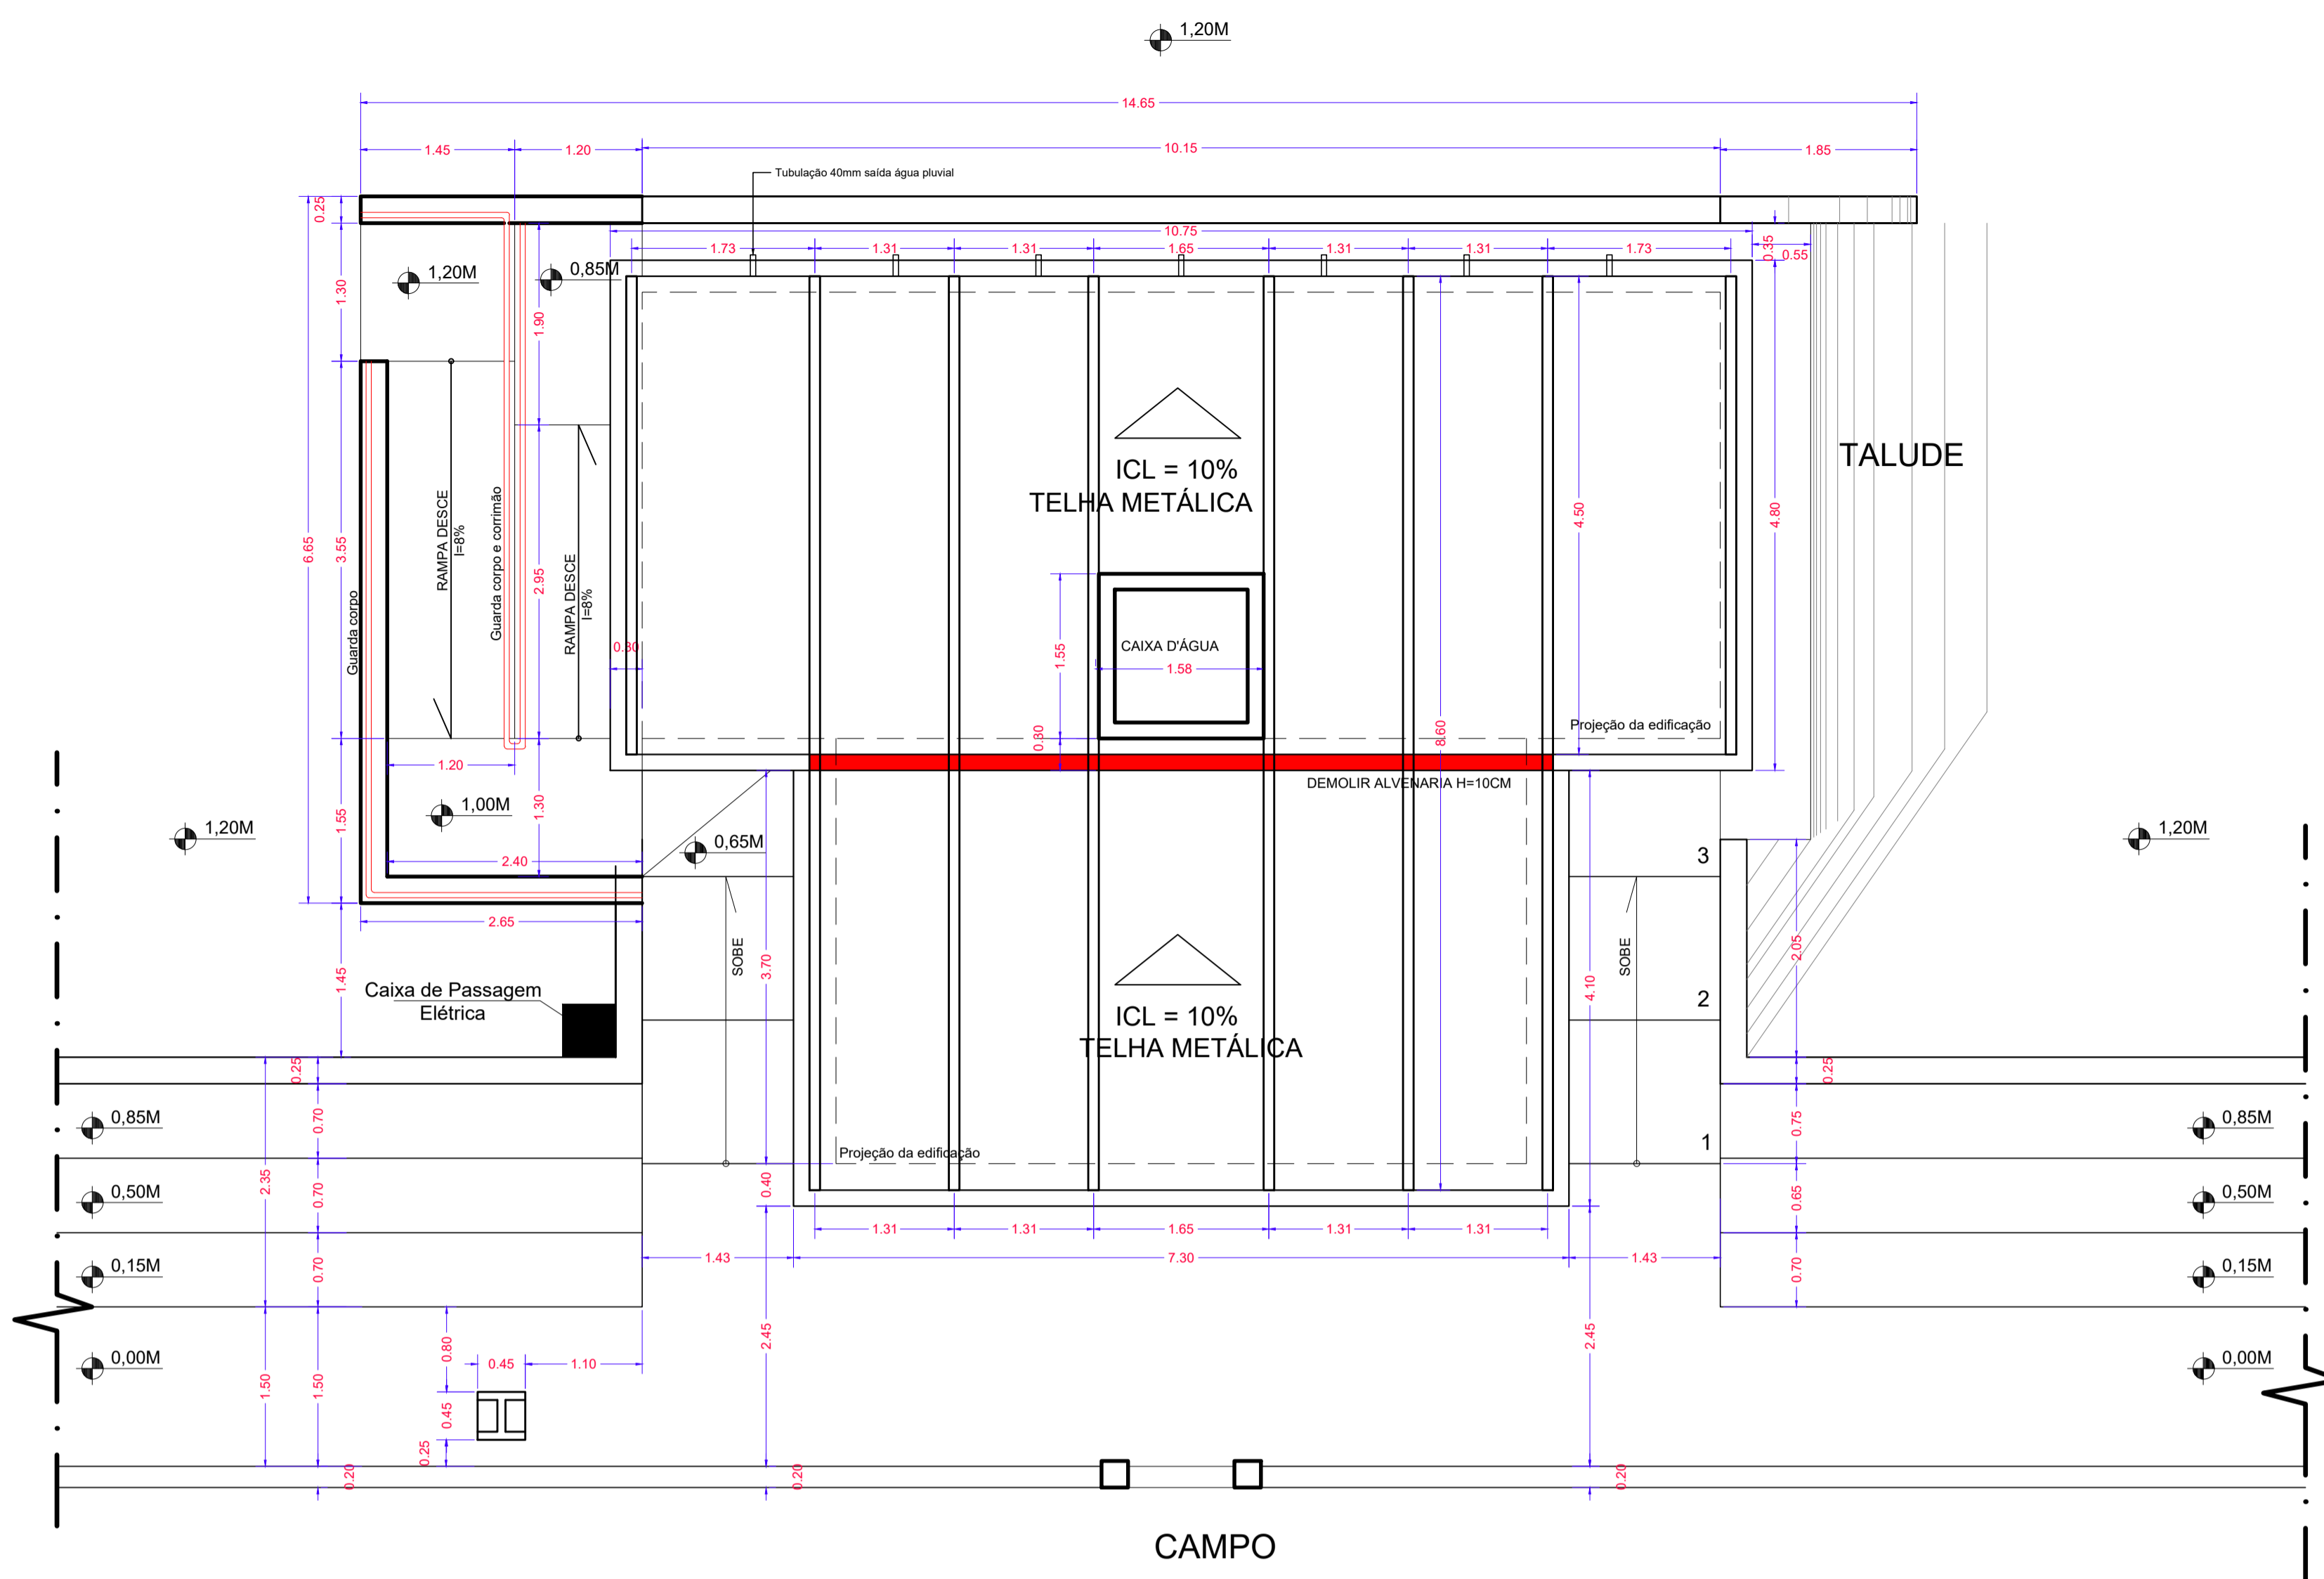 1,20M
14.65
1.45
1.20
10.15
1.85
Tubulação 40mm saída água pluvial
0.25
10.75
1.73
1.31
1.31
1.65
1.31
1.31
1.73
0.35
0.55
1,20M
0,85M
1.30
1.90
TALUDE
ICL = 10%
TELHA METÁLICA
6.65
3.55
RAMPA DESCE
I=8%
Guarda corpo e corrimão
2.95
RAMPA DESCE
I=8%
Guarda corpo
4.50
4.80
0.30
1.55
CAIXA D'ÁGUA
1.58
8.60
Projeção da edificação
0.30
DEMOLIR ALVENARIA H=10CM
1.20
1,00M
1.30
1.55
1,20M
0,65M
1,20M
2.40
2.65
3
SOBE
3.70
SOBE
4.10
2.05
1.45
Caixa de Passagem
Elétrica
2
ICL = 10%
TELHA METÁLICA
0.25
0.25
0,85M
0.70
0.75
0,85M
1
Projeção da edificação
2.35
0,50M
0.70
0.40
0.65
0,50M
1.31
1.31
1.65
1.31
1.31
1.43
7.30
1.43
0,15M
0.70
0.70
0,15M
0,00M
1.50
1.50
0.80
0.45
1.10
2.45
2.45
0,00M
0.45
0.25
0.20
0.20
0.20
CAMPO